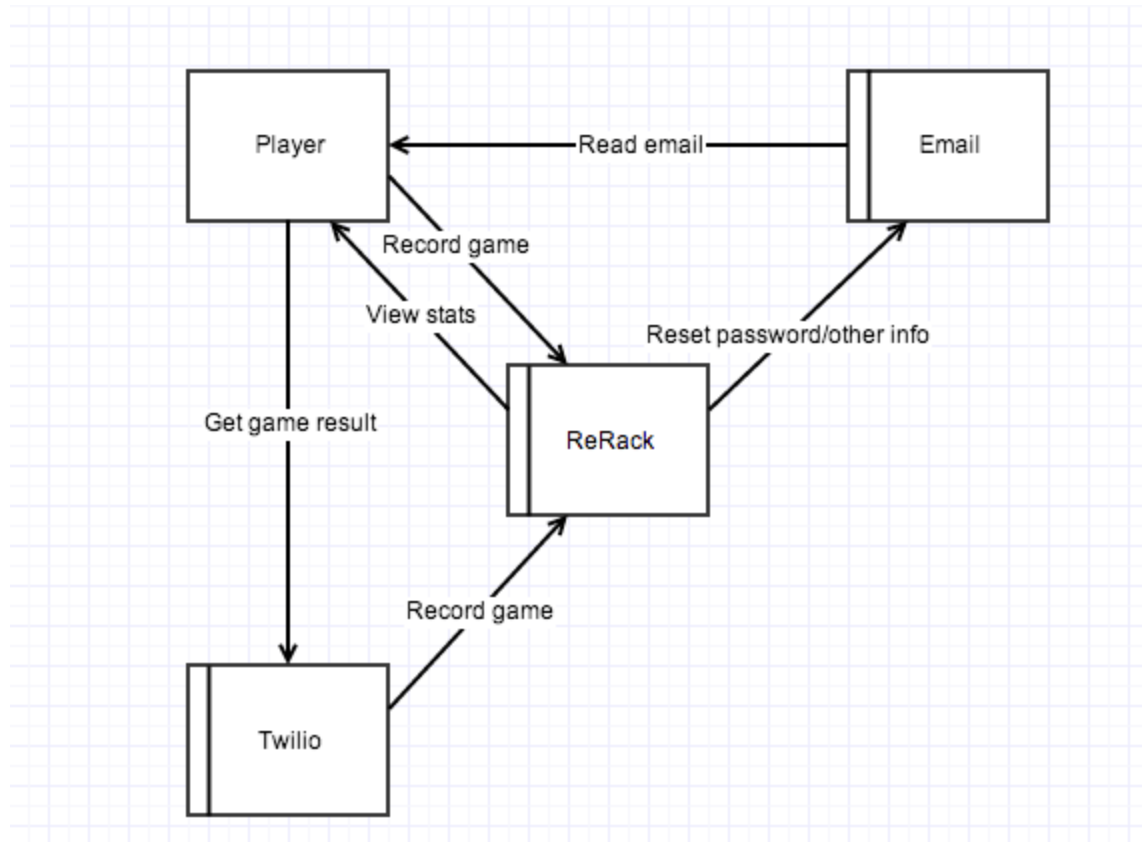 Player
Read email
Email
Record game
View stats
Reset password/other info
Get game result
ReRack
Record game
Twilio